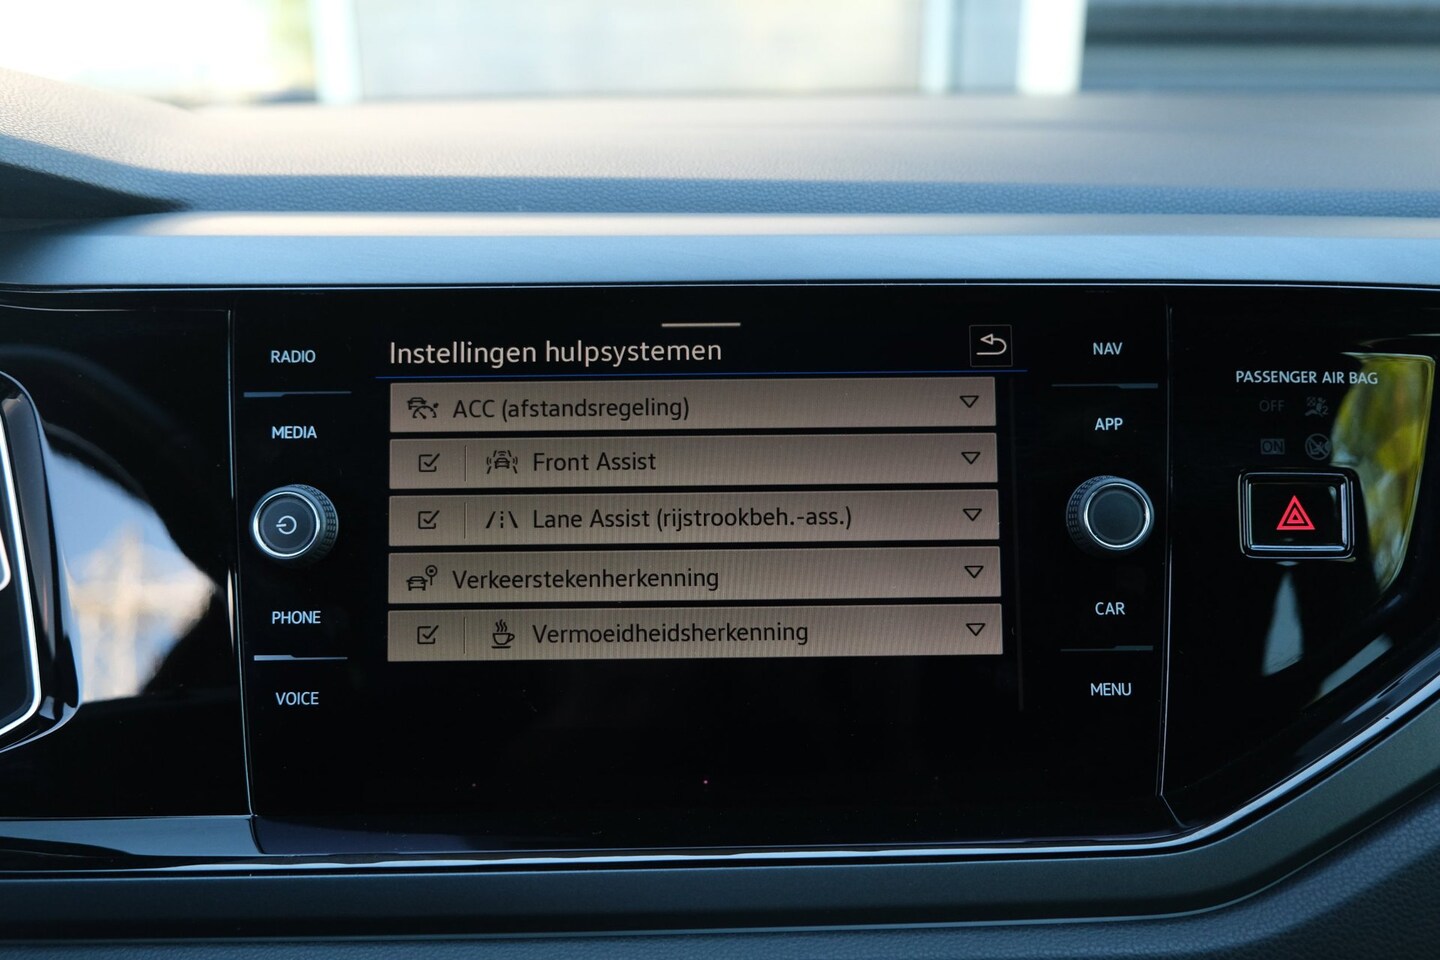 RADIO
MEDIA
PHONE
VOICE
Instellingen hulpsystemen
ACC (afstandsregeling)
Front Assist
Lane Assist (rijstrookbeh.-ass.)
Verkeerstekenherkenning
Vermoeidheidsherkenning
NAV
APP
CAR
MENU
PASSENGER AIR BAG
OFF
ON